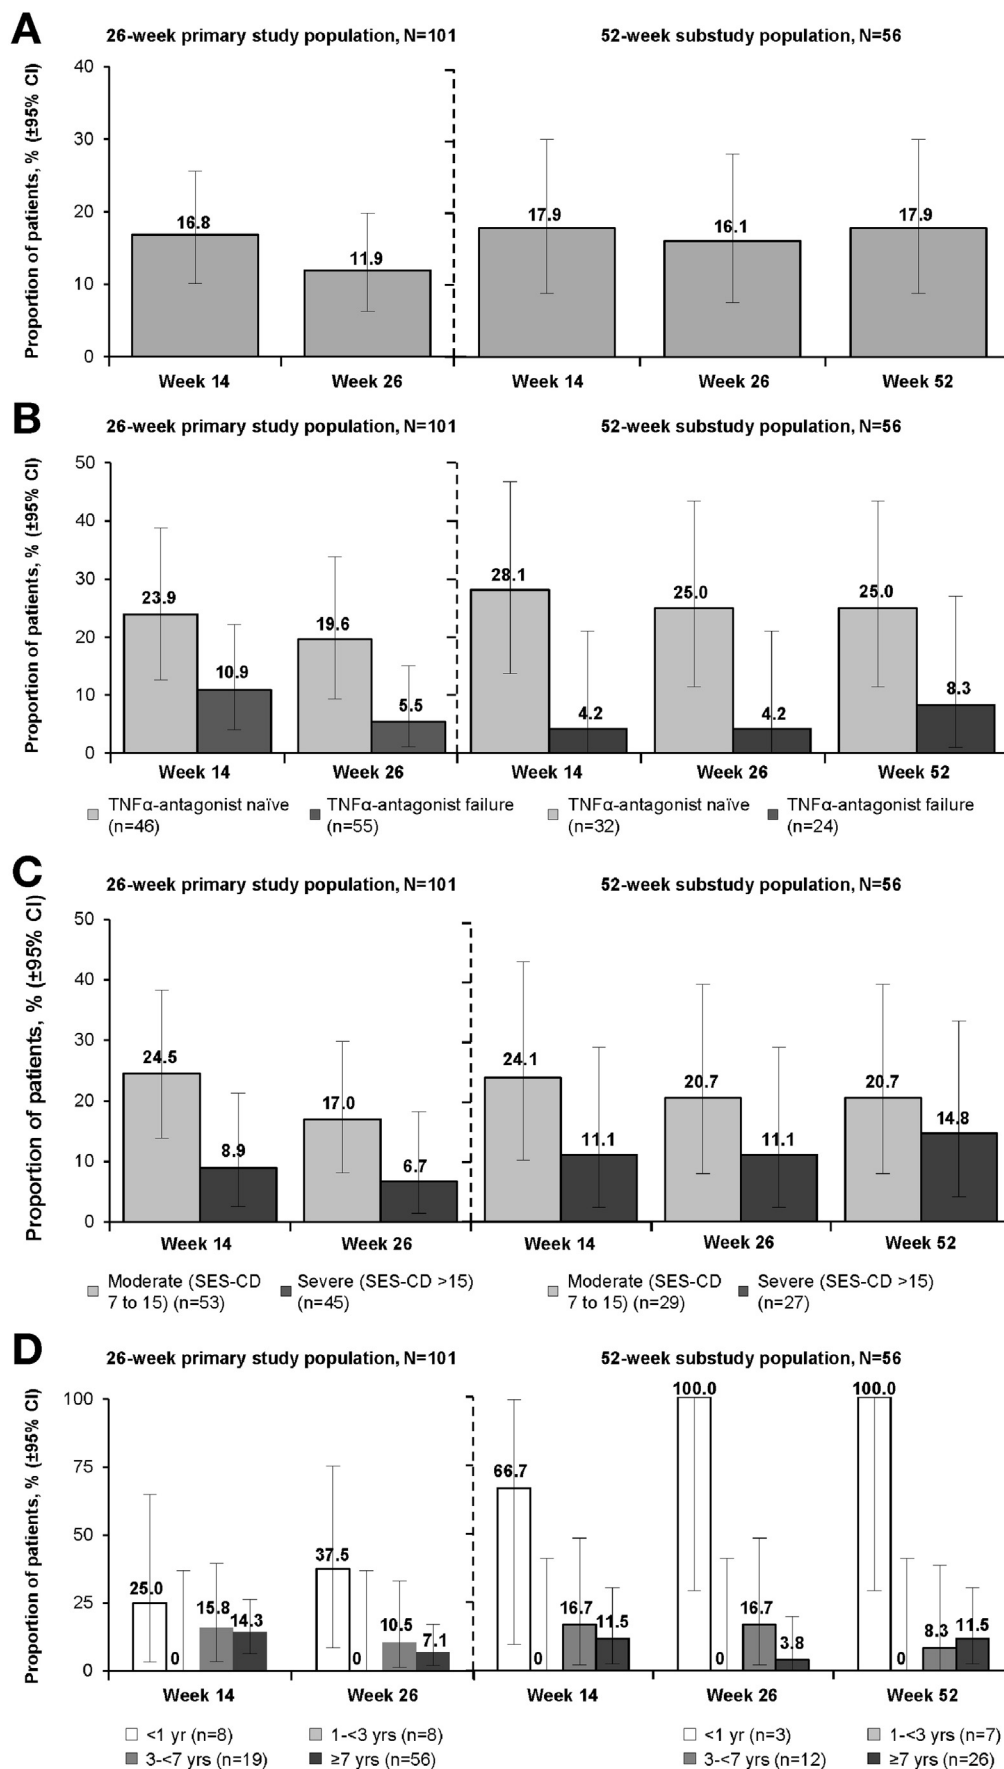 A
26-week primary study population, N=101
52-week substudy population, N=56
Proportion of patients, % (±95% CI)
40
30
20
10
0
16.8
11.9
17.9
16.1
17.9
Week 14
Week 26
Week 14
Week 26
Week 52
B
26-week primary study population, N=101
52-week substudy population, N=56
Proportion of patients, % (±95% CI)
50
40
30
20
10
0
23.9
10.9
19.6
5.5
28.1
4.2
25.0
4.2
25.0
8.3
Week 14
Week 26
Week 14
Week 26
Week 52
TNFα-antagonist naïve
(n=46)
TNFα-antagonist failure
(n=55)
TNFα-antagonist naïve
(n=32)
TNFα-antagonist failure
(n=24)
C
26-week primary study population, N=101
52-week substudy population, N=56
Proportion of patients, % (±95% CI)
50
40
30
20
10
0
24.5
8.9
17.0
6.7
24.1
11.1
20.7
11.1
20.7
14.8
Week 14
Week 26
Week 14
Week 26
Week 52
Moderate (SES-CD
7 to 15) (n=53)
Severe (SES-CD >15)
(n=45)
Moderate (SES-CD
7 to 15) (n=29)
Severe (SES-CD >15)
(n=27)
D
26-week primary study population, N=101
52-week substudy population, N=56
Proportion of patients, % (±95% CI)
100
75
50
25
0
25.0
0
15.8
14.3
37.5
0
10.5
7.1
66.7
0
16.7
11.5
100.0
0
16.7
3.8
100.0
0
8.3
11.5
Week 14
Week 26
Week 14
Week 26
Week 52
<1 yr (n=8)
1-<3 yrs (n=8)
3-<7 yrs (n=19)
≥7 yrs (n=56)
<1 yr (n=3)
1-<3 yrs (n=7)
3-<7 yrs (n=12)
≥7 yrs (n=26)